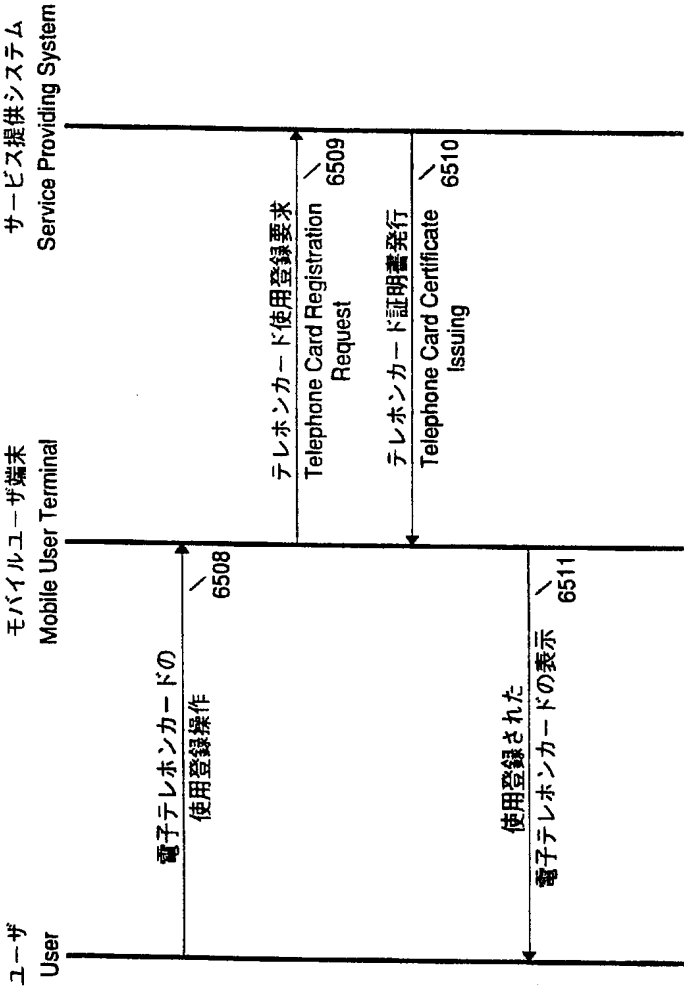 ユーザ
User
モバイルユーザ端末
Mobile User Terminal
サービス提供システム
Service Providing System
電子テレホンカードの
使用登録操作
6508
テレホンカード使用登録要求
Telephone Card Registration
Request
6509
テレホンカード証明書発行
Telephone Card Certificate
Issuing
6510
使用登録された
電子テレホンカードの表示
6511